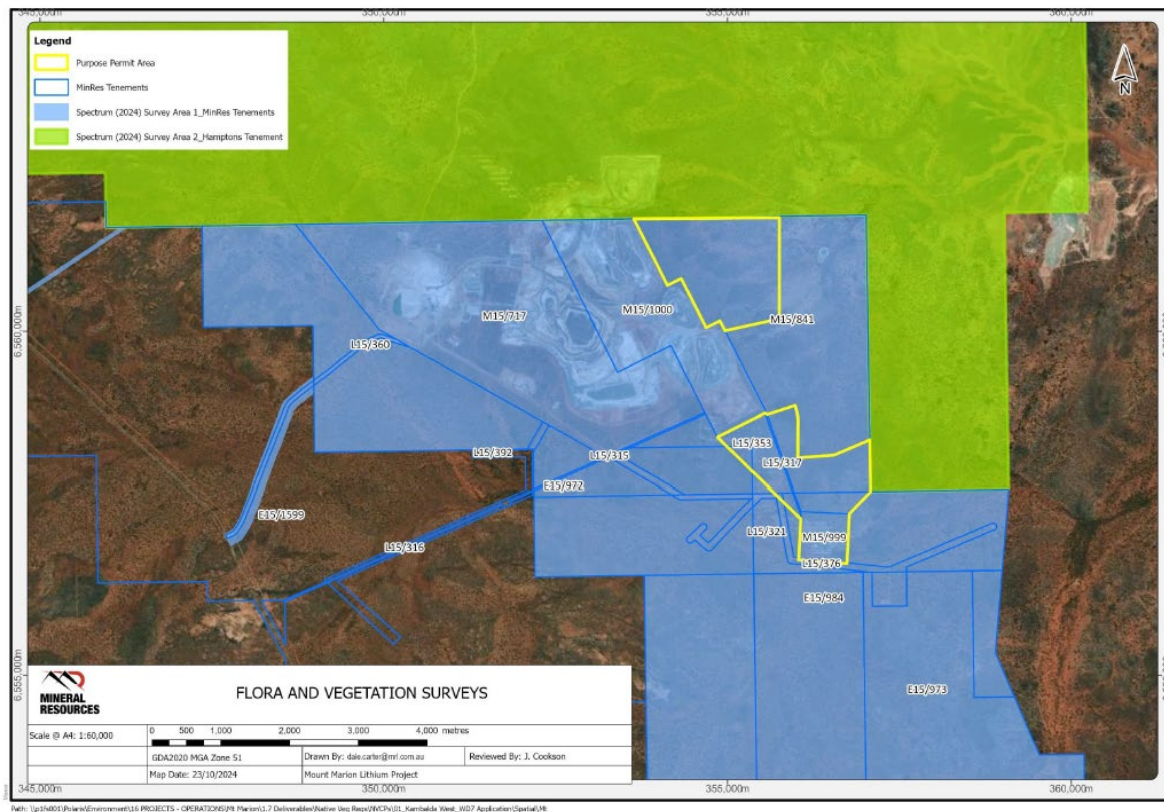 345,000m 350,000m 355,000m 360,000m
Legend
Purpose Permit Area
MinRes Tenements
Spectrum (2024) Survey Area 1_MinRes Tenements
Spectrum (2024) Survey Area 2_Hamptons Tenement
N
M15/717
M15/1000
M15/841
6,560,000m
L15/360
L15/353
L15/392
L15/315
L15/317
E15/972
E15/1599
L15/321
M15/999
L15/316
L15/376
E15/984
6,555,000m
E15/973
MINERAL
RESOURCES
FLORA AND VEGETATION SURVEYS
Scale @ A4: 1:60,000
0 500 1,000 2,000 3,000 4,000 metres
GDA2020 MGA Zone 51
Drawn By: dale.carter@mrl.com.au
Reviewed By: J. Cookson
Map Date: 23/10/2024
Mount Marion Lithium Project
345,000m 350,000m 355,000m 360,000m